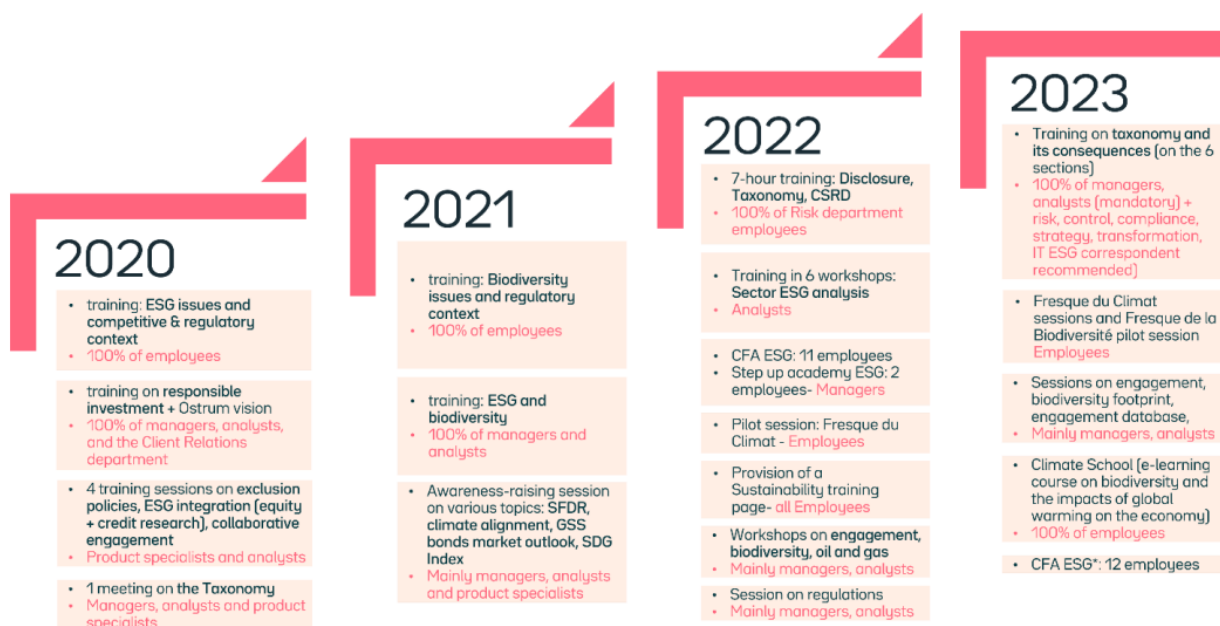 2020
• training: ESG issues and
competitive & regulatory
context
• 100% of employees
• training on responsible
investment + Ostrum vision
• 100% of managers, analysts,
and the Client Relations
department
• 4 training sessions on exclusion
policies, ESG integration (equity
+ credit research), collaborative
engagement
• Product specialists and analysts
• 1 meeting on the Taxonomy
• Managers, analysts and product
specialists
2021
• training: Biodiversity
issues and regulatory
context
• 100% of employees
• training: ESG and
biodiversity
• 100% of managers and
analysts
• Awareness-raising session
on various topics: SFDR,
climate alignment, GSS
bonds market outlook, SDG
Index
• Mainly managers, analysts
and product specialists
2022
• 7-hour training: Disclosure,
Taxonomy, CSRD
• 100% of Risk department
employees
• Training in 6 workshops:
Sector ESG analysis
• Analysts
• CFA ESG: 11 employees
• Step up academy ESG: 2
employees- Managers
• Pilot session: Fresque du
Climat - Employees
• Provision of a
Sustainability training
page- all Employees
• Workshops on engagement,
biodiversity, oil and gas
• Mainly managers, analysts
• Session on regulations
• Mainly managers, analysts
2023
• Training on taxonomy and
its consequences (on the 6
sections)
• 100% of managers,
analysts (mandatory) +
risk, control, compliance,
strategy, transformation,
IT ESG correspondent
recommended)
• Fresque du Climat
sessions and Fresque de la
Biodiversité pilot session
Employees
• Sessions on engagement,
biodiversity footprint,
engagement database,
• Mainly managers, analysts
• Climate School (e-learning
course on biodiversity and
the impacts of global
warming on the economy)
• 100% of employees
• CFA ESG*: 12 employees